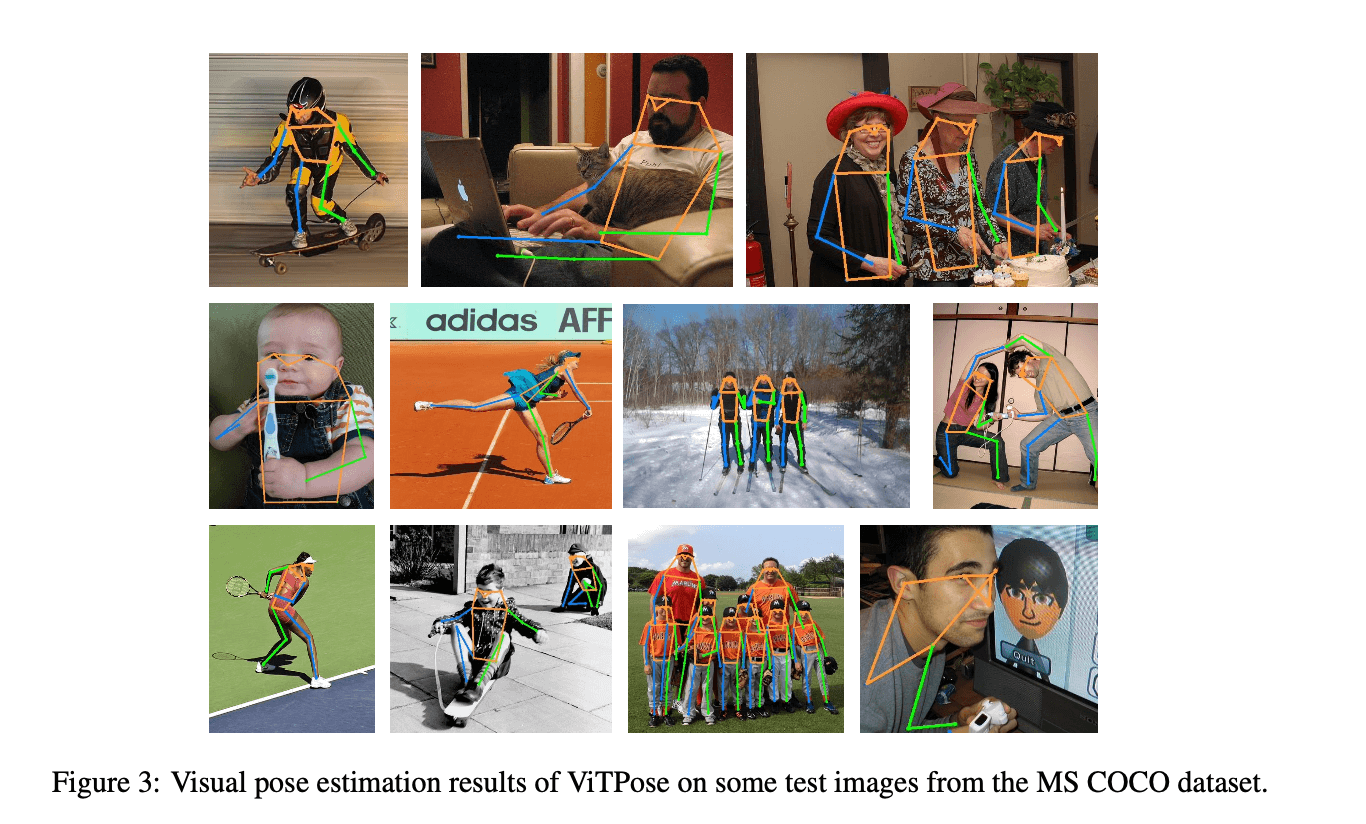 adidas AFF
Quit
Figure 3: Visual pose estimation results of ViTPose on some test images from the MS COCO dataset.